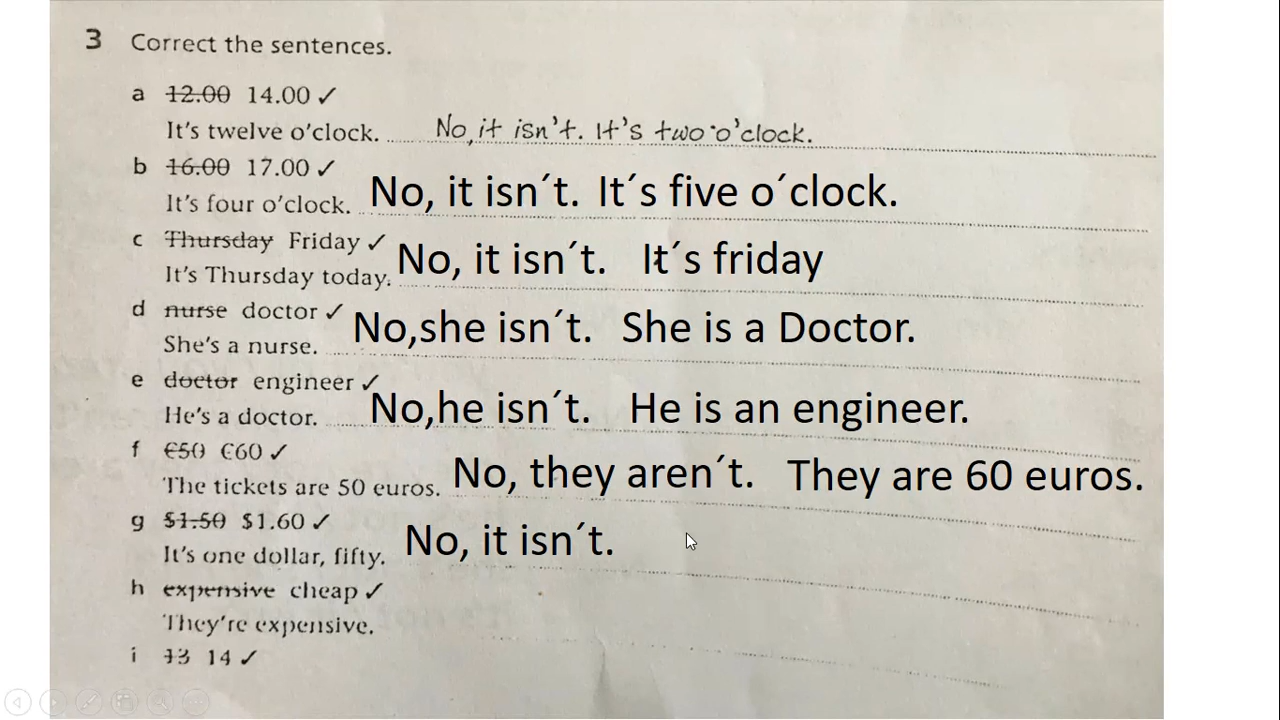 3 Correct the sentences.
a 12.00 14.00 ✓
It's twelve o'clock. No, it isn't. It's two o'clock.
b 16.00 17.00 ✓
It's four o'clock. No, it isn´t. It´s five o´clock.
c Thursday Friday ✓
It's Thursday today. No, it isn´t. It´s friday
d nurse doctor ✓
She's a nurse. No,she isn´t. She is a Doctor.
e doctor engineer ✓
He's a doctor. No,he isn´t. He is an engineer.
f €50 €60 ✓
The tickets are 50 euros. No, they aren´t. They are 60 euros.
g $1.50 $1.60 ✓
It's one dollar, fifty. No, it isn´t.
h expensive cheap ✓
They're expensive.
i 13 14 ✓